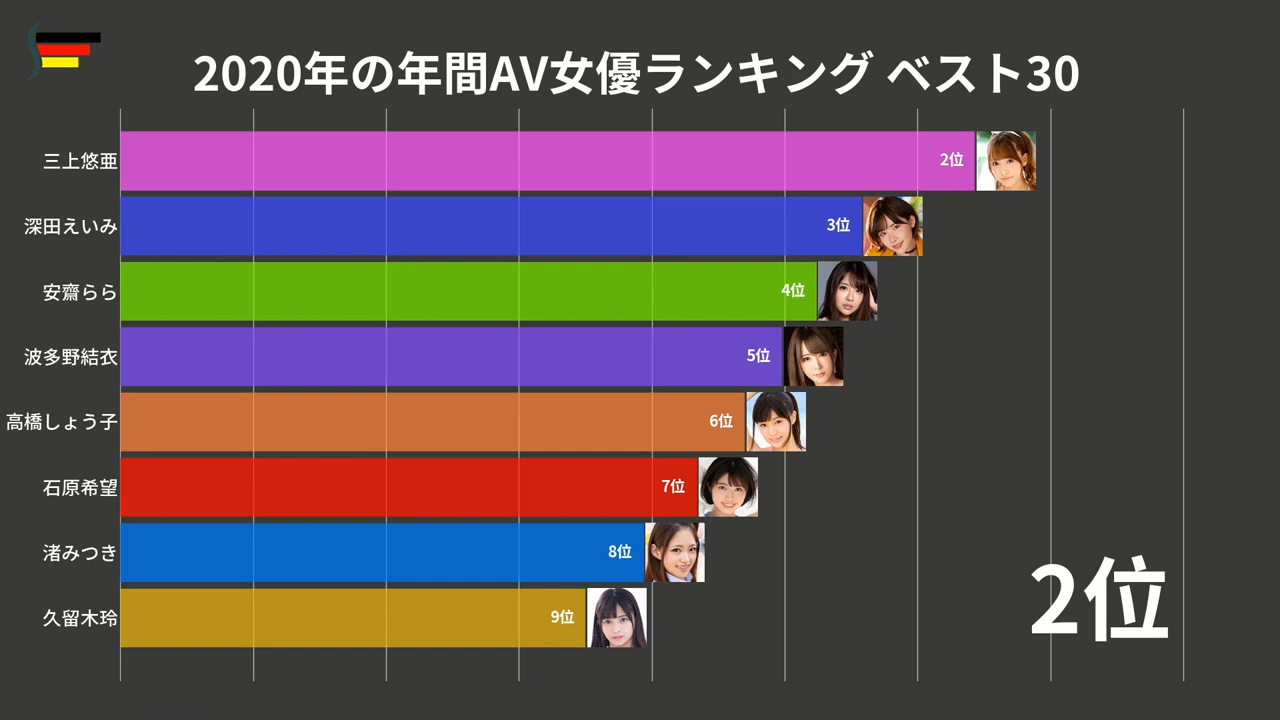 2020年の年間AV女優ランキング ベスト30
三上悠亜 2位
深田えいみ 3位
安齋らら 4位
波多野結衣 5位
高橋しょう子 6位
石原希望 7位
渚みつき 8位
久留木玲 9位
2位